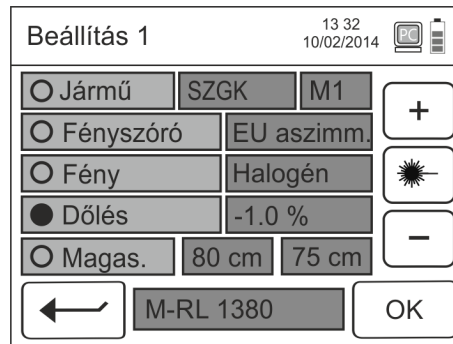 Beállítás 1
13 32
10/02/2014
PC
Jármű SZGK M1
Fényszóró EU aszimm.
Fény Halogén
Dőlés -1.0 %
Magas. 80 cm 75 cm
+
−
M-RL 1380
OK